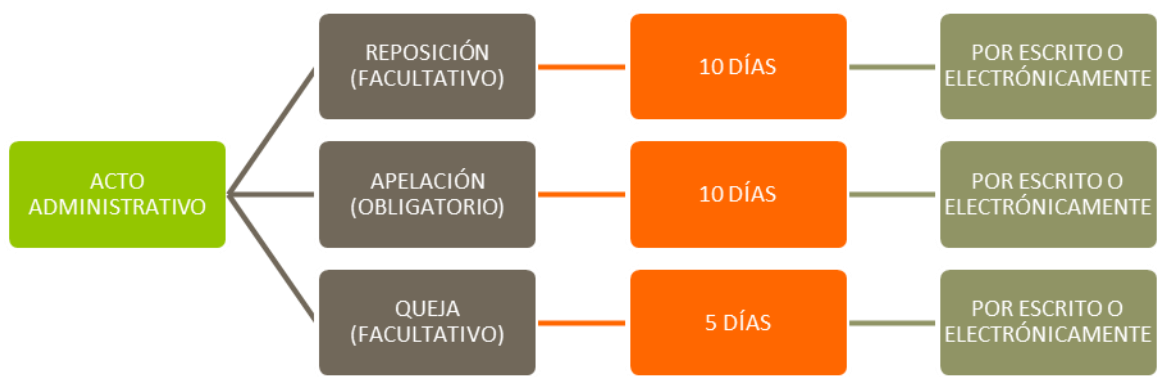 REPOSICIÓN
(FACULTATIVO)
10 DÍAS
POR ESCRITO O
ELECTRÓNICAMENTE
ACTO
ADMINISTRATIVO
APELACIÓN
(OBLIGATORIO)
10 DÍAS
POR ESCRITO O
ELECTRÓNICAMENTE
QUEJA
(FACULTATIVO)
5 DÍAS
POR ESCRITO O
ELECTRÓNICAMENTE